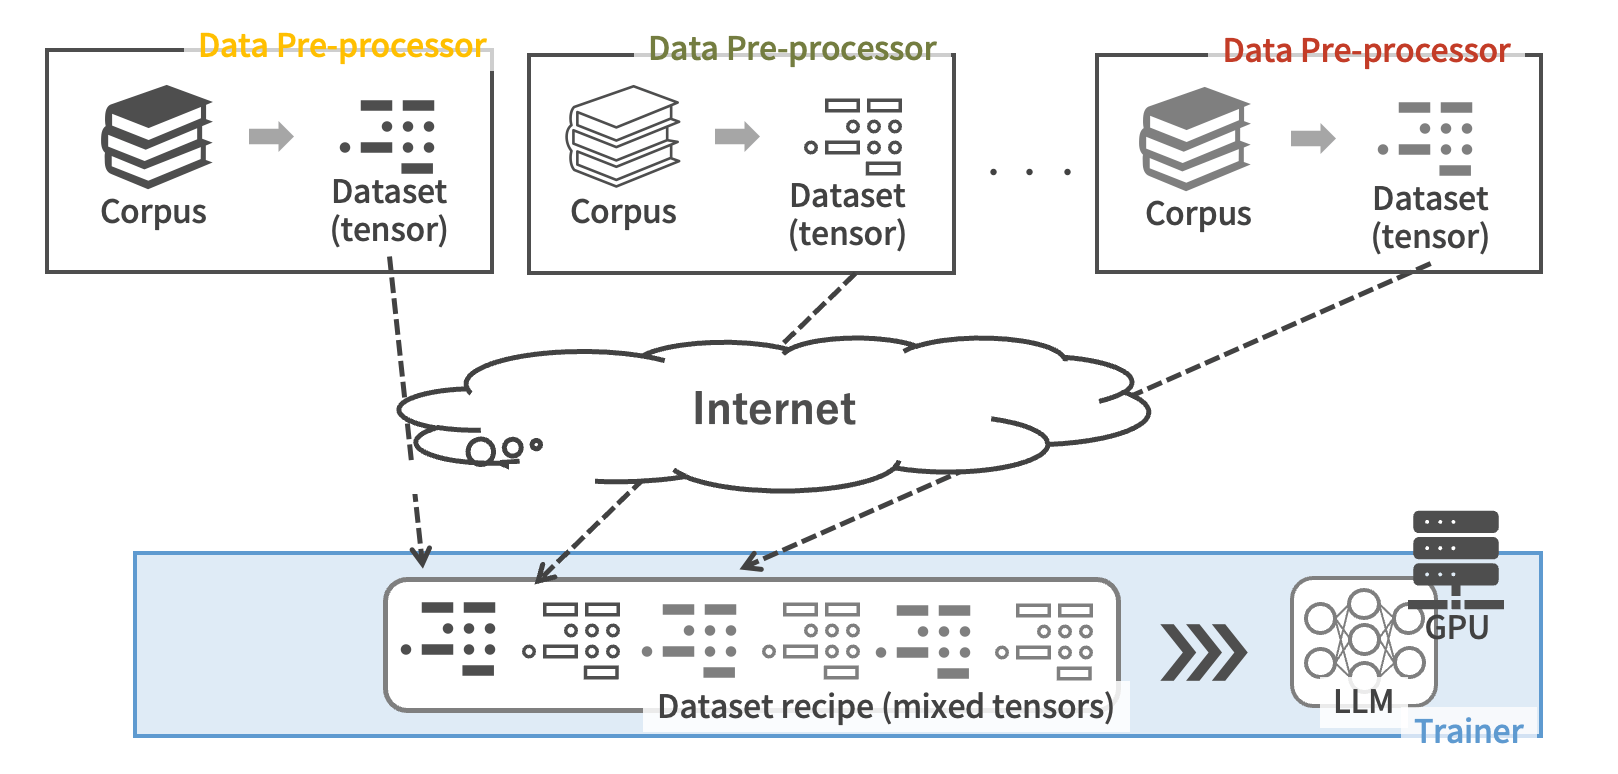 Data Pre-processor
Corpus
Dataset
(tensor)
Data Pre-processor
Corpus
Dataset
(tensor)
. . .
Data Pre-processor
Corpus
Dataset
(tensor)
Internet
Dataset recipe (mixed tensors)
GPU
LLM
Trainer